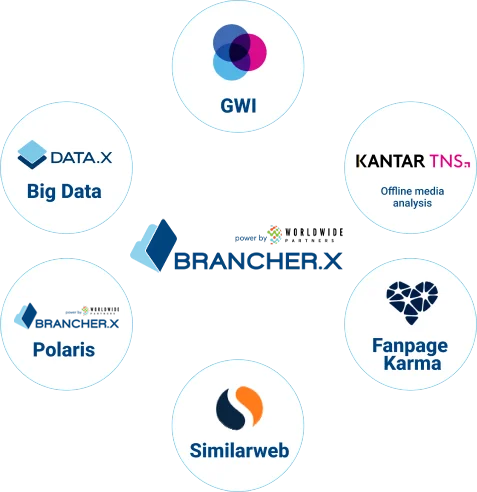 GWI
DATA.X
Big Data
KANTAR TNS
Offline media
analysis
power by WORLDWIDE
PARTNERS
BRANCHER.X
power by WORLDWIDE
PARTNERS
BRANCHER.X
Polaris
Fanpage
Karma
Similarweb